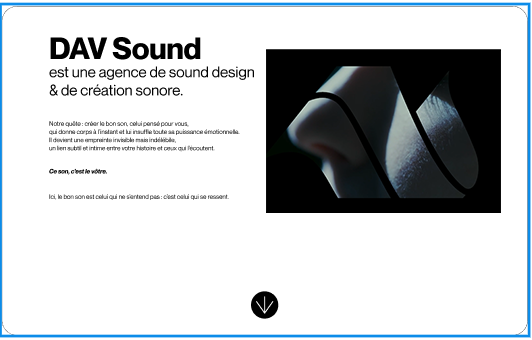 DAV Sound
est une agence de sound design
& de création sonore.
Notre quête : créer le bon son, celui pensé pour vous,
qui donne corps à l'instant et lui insuffle toute sa puissance émotionnelle.
Il devient une empreinte invisible mais indélébile,
un lien subtil et intime entre votre histoire et ceux qui l'écoutent.
Ce son, c'est le vôtre.
Ici, le bon son est celui qui ne s'entend pas : c'est celui qui se ressent.